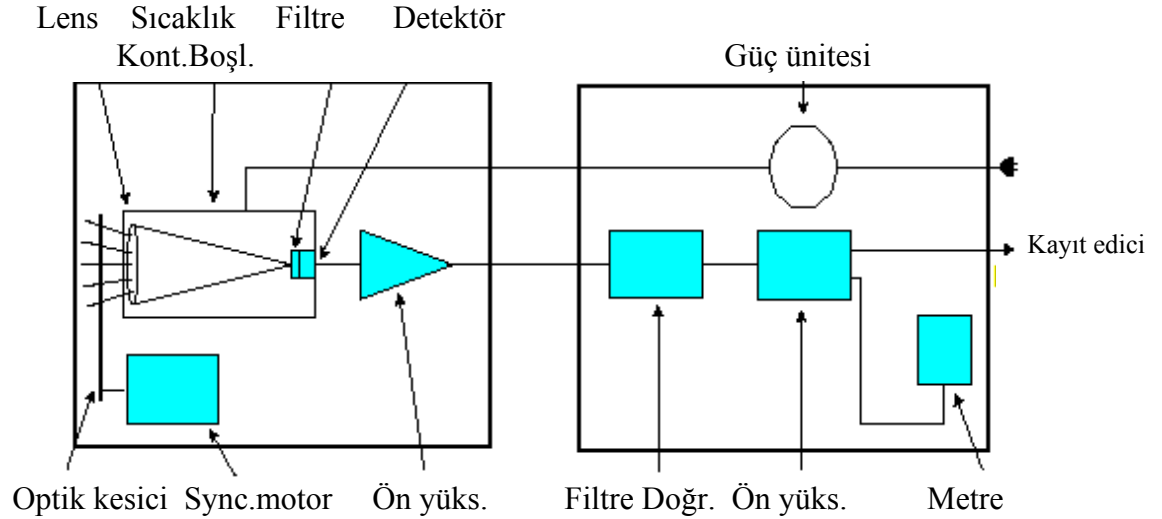 Lens Sıcaklık Filtre Detektör
Kont.Boşl. Güç ünitesi
Kayıt edici
Optik kesici Sync.motor Ön yüks. Filtre Doğr. Ön yüks. Metre